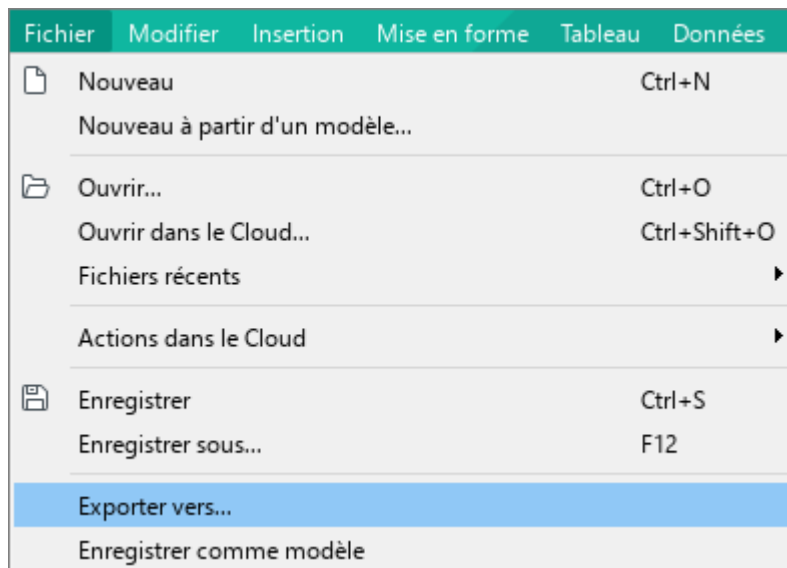 Fichier Modifier Insertion Mise en forme Tableau Données
Nouveau Ctrl+N
Nouveau à partir d'un modèle...
Ouvrir... Ctrl+O
Ouvrir dans le Cloud... Ctrl+Shift+O
Fichiers récents
Actions dans le Cloud
Enregistrer Ctrl+S
Enregistrer sous... F12
Exporter vers...
Enregistrer comme modèle